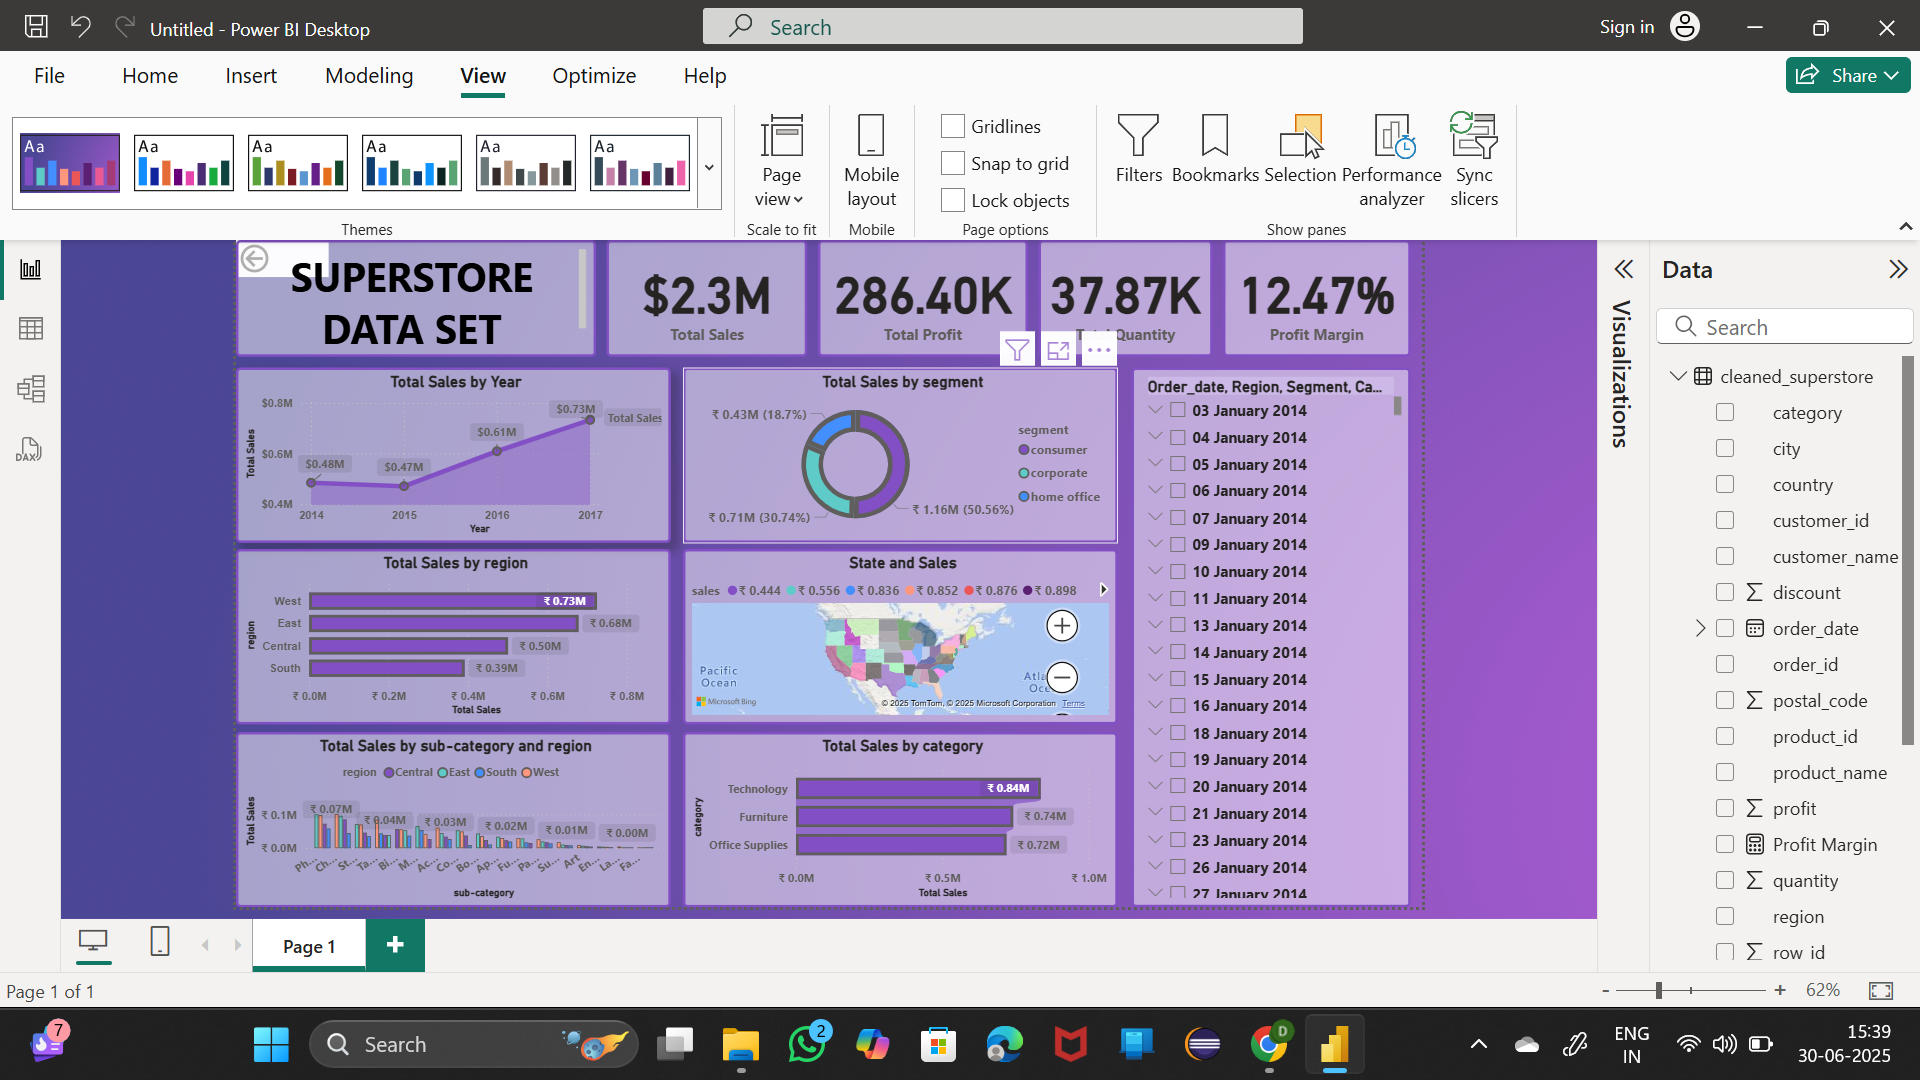 Untitled - Power BI Desktop
Search
Sign in
File
Home
Insert
Modeling
View
Optimize
Help
Share
Aa
Aa
Aa
Aa
Aa
Aa
Themes
Page
view
Scale to fit
Mobile
layout
Mobile
Gridlines
Snap to grid
Lock objects
Page options
Filters
Bookmarks
Selection
Performance
analyzer
Sync
slicers
Show panes
SUPERSTORE
DATA SET
$2.3M
Total Sales
286.40K
Total Profit
37.87K
Total Quantity
12.47%
Profit Margin
Total Sales by Year
$0.8M
$0.6M
$0.4M
Total Sales
$0.48M
$0.47M
$0.61M
$0.73M
Total Sales
2014
2015
2016
2017
Year
Total Sales by segment
₹ 0.43M (18.7%)
₹ 0.71M (30.74%)
₹ 1.16M (50.56%)
segment
consumer
corporate
home office
Order_date, Region, Segment, Ca...
03 January 2014
04 January 2014
05 January 2014
06 January 2014
07 January 2014
09 January 2014
10 January 2014
11 January 2014
13 January 2014
14 January 2014
15 January 2014
16 January 2014
18 January 2014
19 January 2014
20 January 2014
21 January 2014
23 January 2014
26 January 2014
27 January 2014
Total Sales by region
region
West
₹ 0.73M
East
₹ 0.68M
Central
₹ 0.50M
South
₹ 0.39M
₹ 0.0M
₹ 0.2M
₹ 0.4M
₹ 0.6M
₹ 0.8M
Total Sales
State and Sales
sales
₹ 0.444
₹ 0.556
₹ 0.836
₹ 0.852
₹ 0.876
₹ 0.898
Pacific
Ocean
Microsoft Bing
© 2025 TomTom, © 2025 Microsoft Corporation Terms
Total Sales by sub-category and region
region Central East South West
Total Sales
₹ 0.1M
₹ 0.0M
₹ 0.07M
₹ 0.04M
₹ 0.03M
₹ 0.02M
₹ 0.01M
₹ 0.00M
Ph...
Ch...
St...
Ta...
Bi...
M...
Ac...
Co...
Bo...
Ap...
Fu...
Pa...
Su...
Art
En...
La...
Fa...
sub-category
Total Sales by category
category
Technology
₹ 0.84M
Furniture
₹ 0.74M
Office Supplies
₹ 0.72M
₹ 0.0M
₹ 0.5M
₹ 1.0M
Total Sales
Visualizations
Data
Search
cleaned_superstore
category
city
country
customer_id
customer_name
discount
order_date
order_id
postal_code
product_id
product_name
profit
Profit Margin
quantity
region
row_id
DAX
Page 1
Page 1 of 1
62%
7
Search
2
D
ENG
IN
15:39
30-06-2025